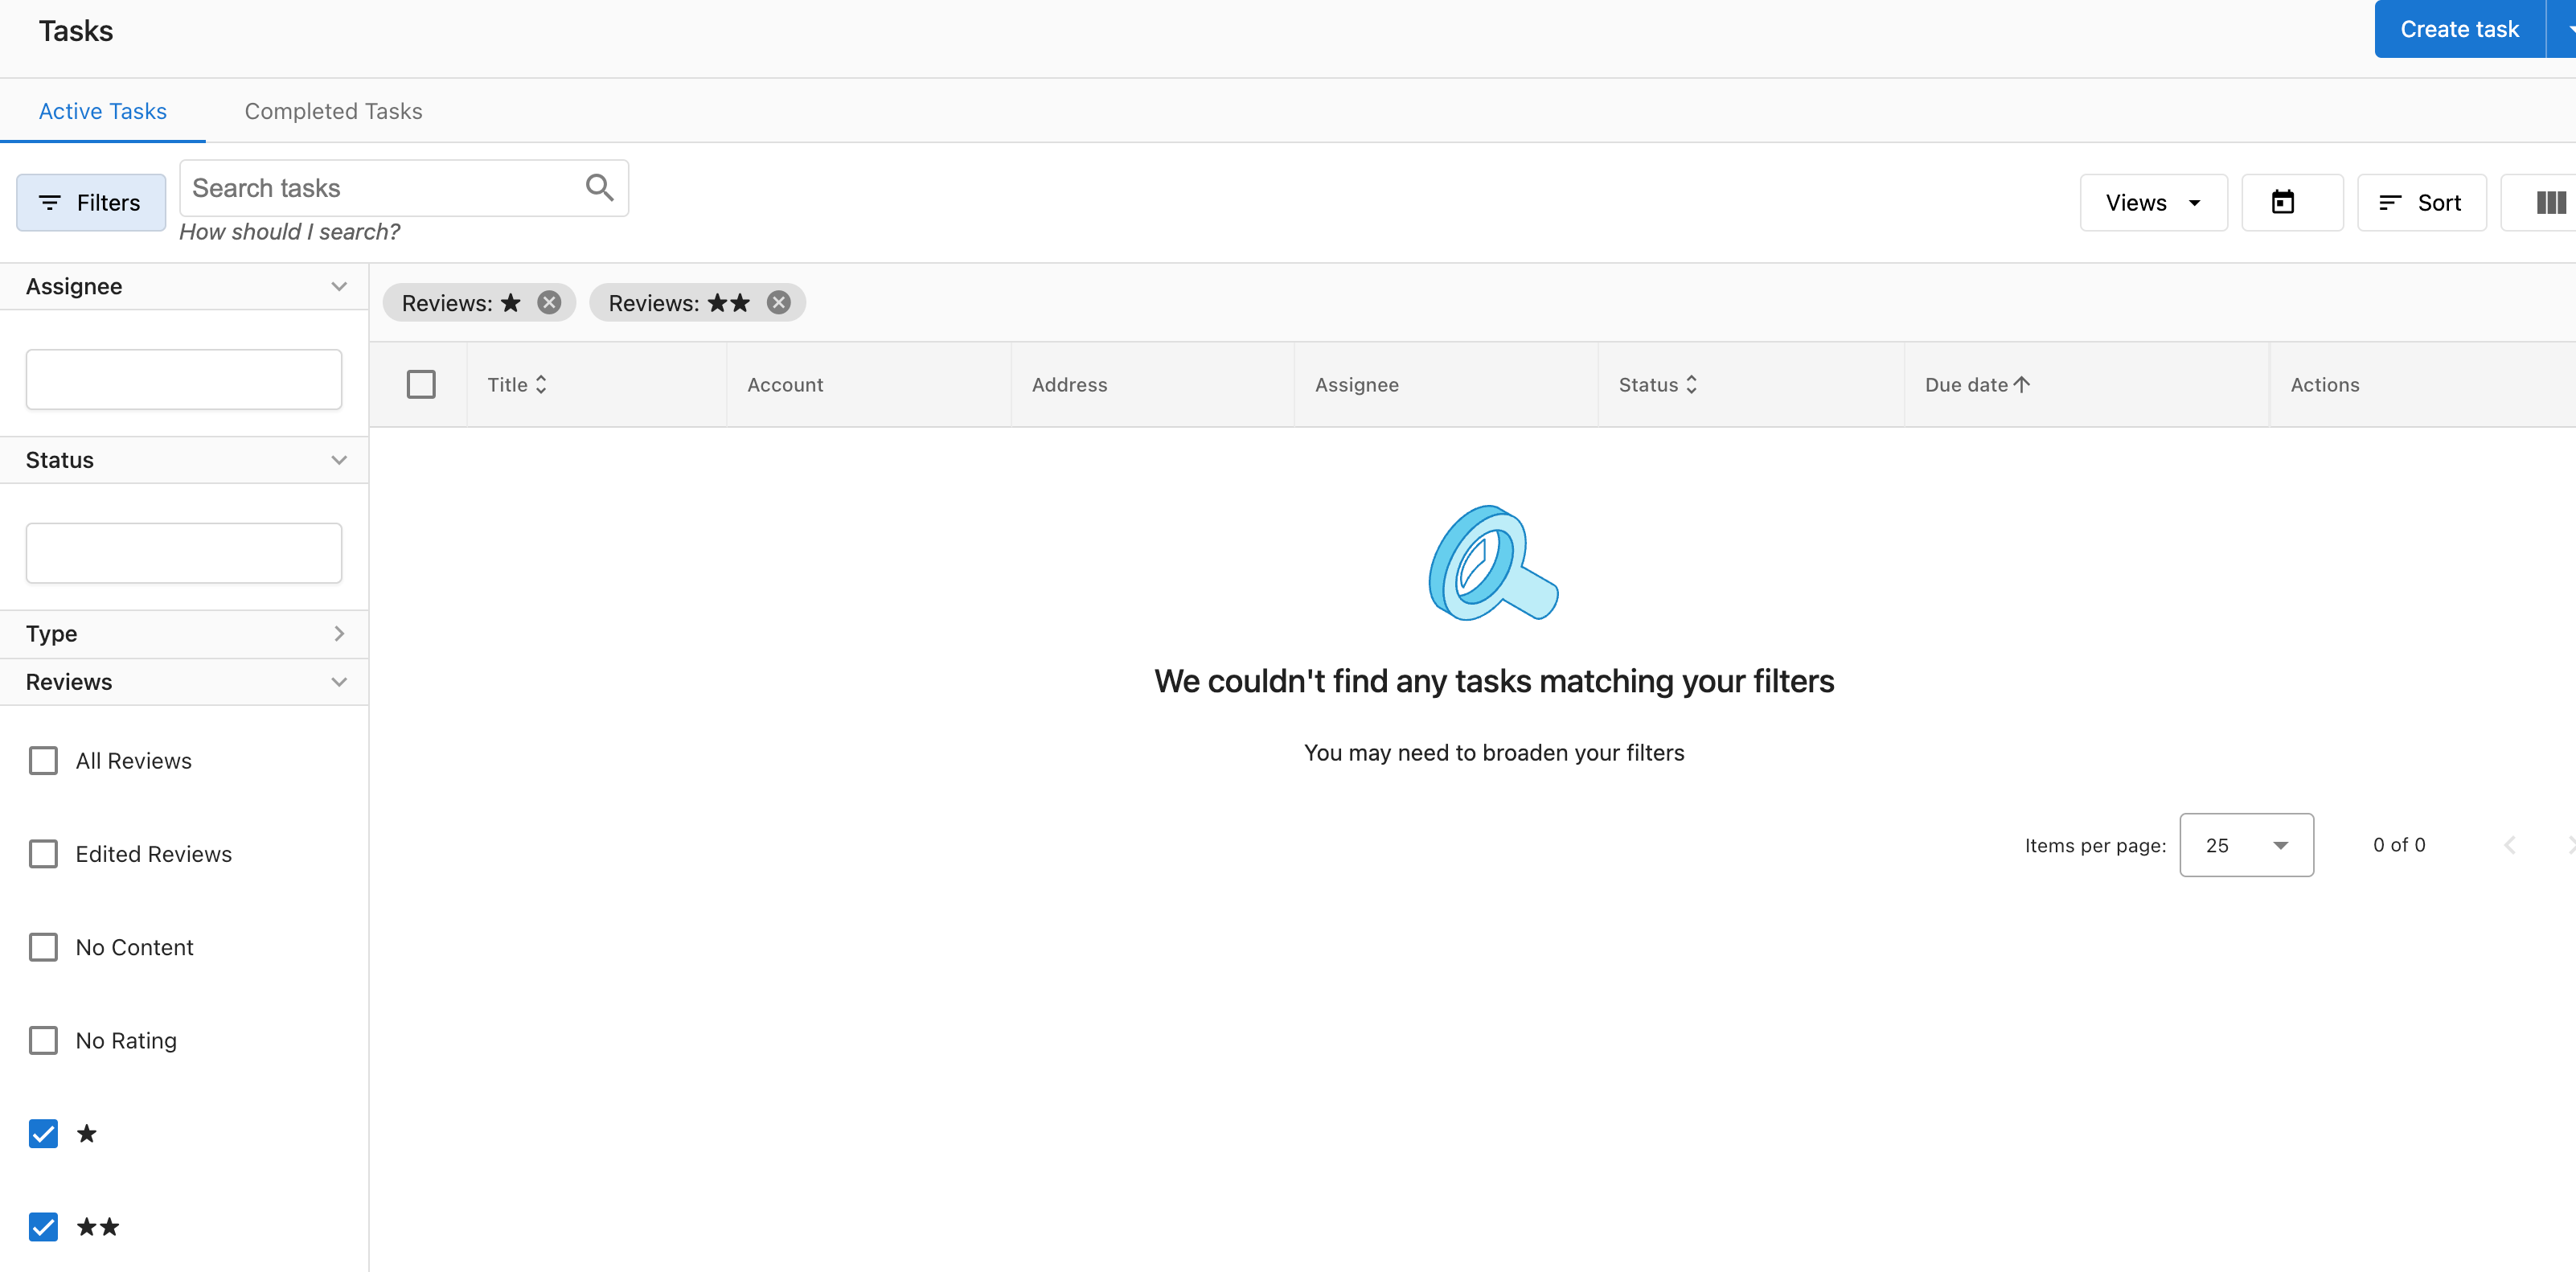 Tasks
Create task
Active Tasks
Completed Tasks
Filters
Search tasks
How should I search?
Views
Sort
Assignee
Reviews: ★
Reviews: ★★
Title
Account
Address
Assignee
Status
Due date
Actions
Status
Type
Reviews
All Reviews
Edited Reviews
No Content
No Rating
★
★★
We couldn't find any tasks matching your filters
You may need to broaden your filters
Items per page:
25
0 of 0